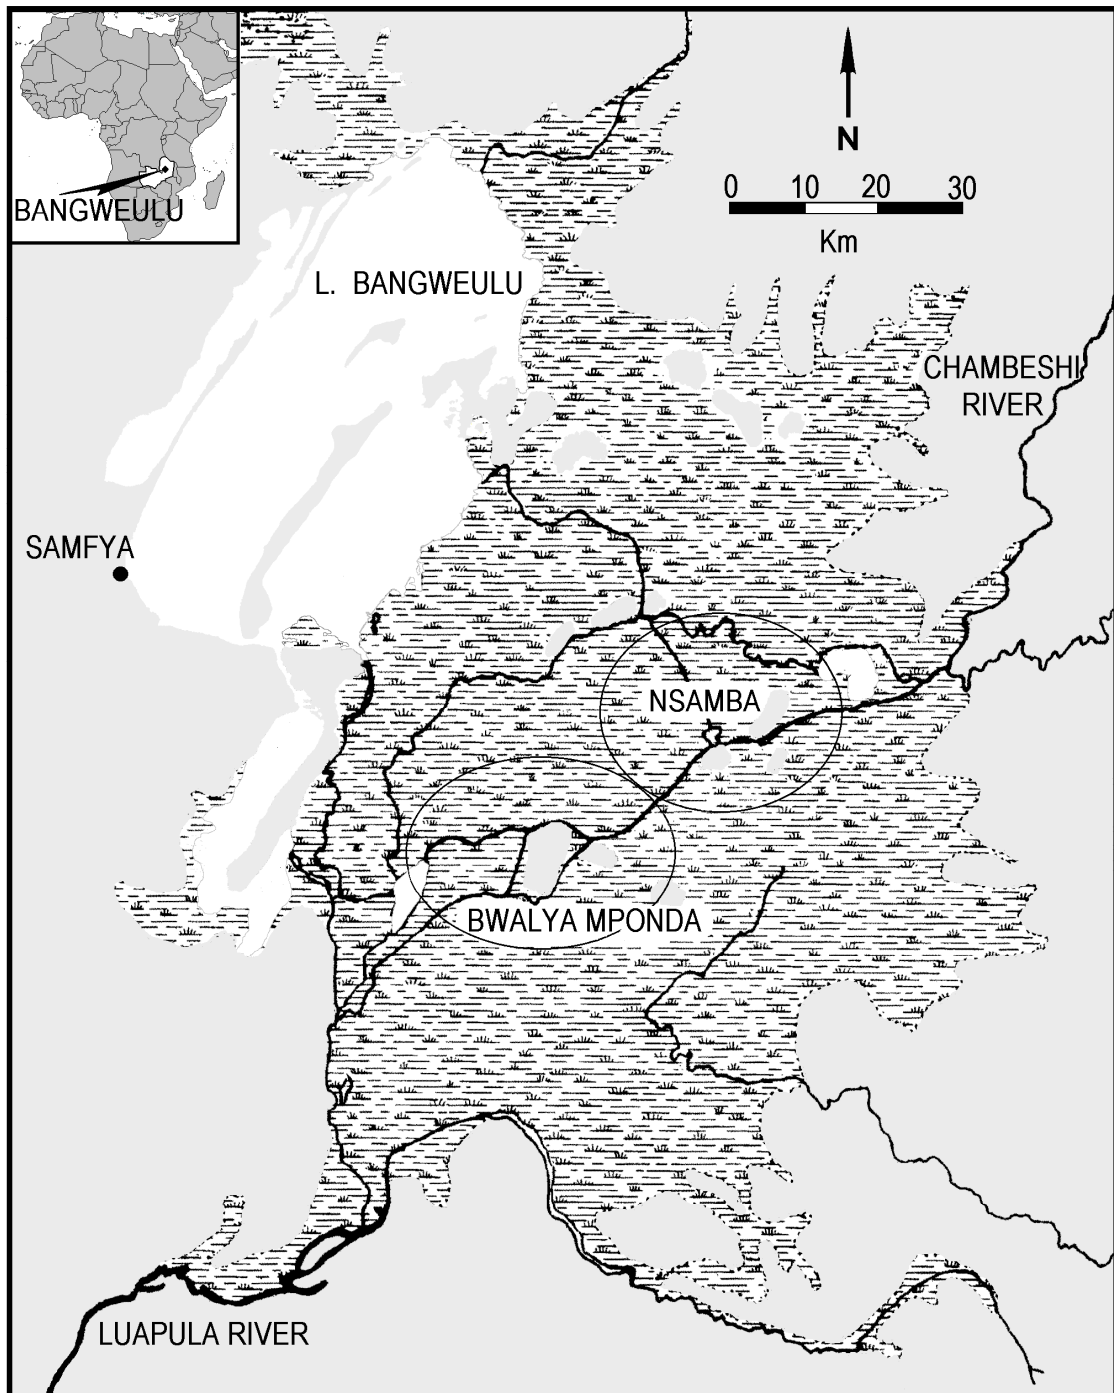 BANGWEULU
N
0 10 20 30
Km
L. BANGWEULU
CHAMBESHI
RIVER
SAMFYA
NSAMBA
BWALYA MPONDA
LUAPULA RIVER